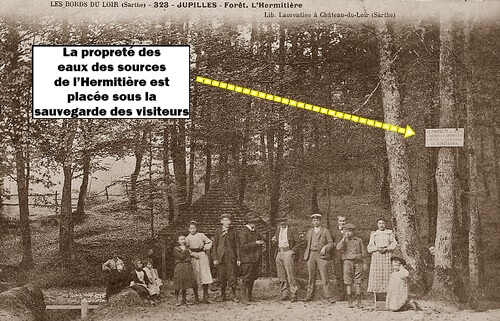 LES BORDS DU LOIR (Sarthe) - 323 - JUPILLES - Forêt. L'Hermitière
Lib. Laurentine à Château-du-Loir (Sarthe)
La propreté des
eaux des sources
de l'Hermitière est
placée sous la
sauvegarde des visiteurs